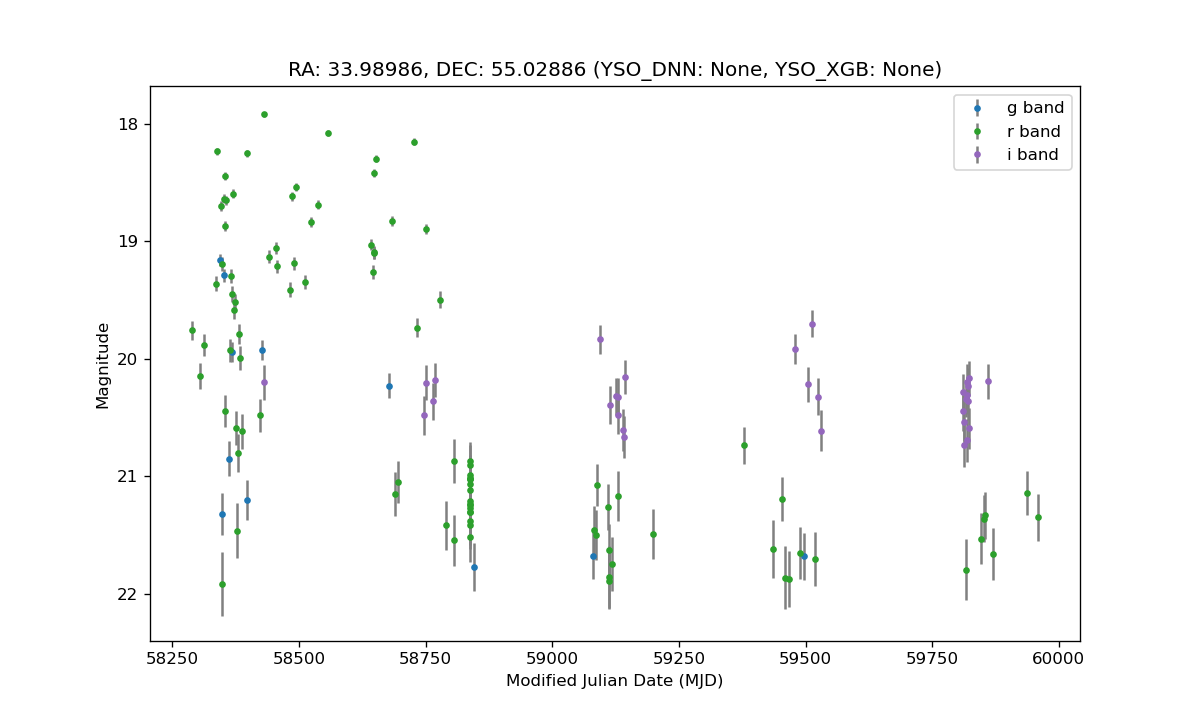 RA: 33.98986, DEC: 55.02886 (YSO_DNN: None, YSO_XGB: None)
g band
r band
i band
18
19
20
21
22
Magnitude
58250 58500 58750 59000 59250 59500 59750 60000
Modified Julian Date (MJD)